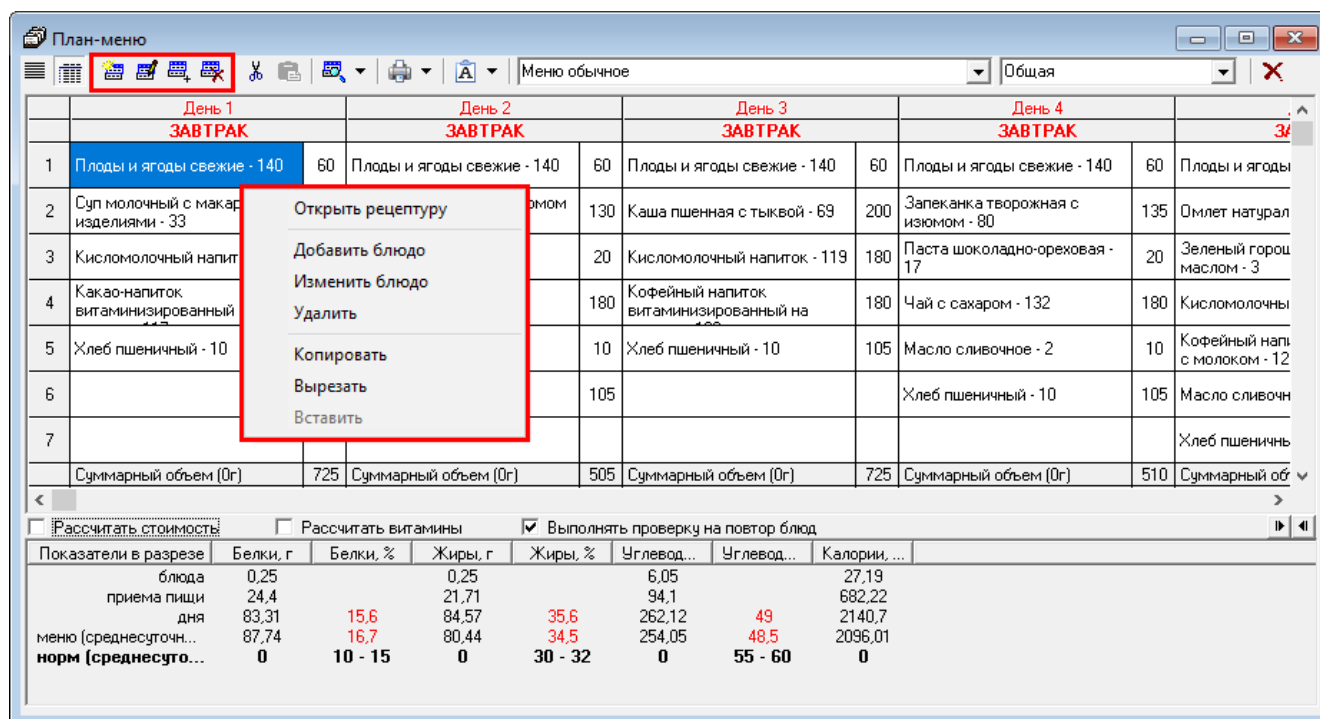 План-меню
Меню обычное Общая
День 1 День 2 День 3 День 4
ЗАВТРАК ЗАВТРАК ЗАВТРАК ЗАВТРАК
1 Плоды и ягоды свежие - 140 60 Плоды и ягоды свежие - 140 60 Плоды и ягоды свежие - 140 60 Плоды и ягоды свежие - 140 60 Плоды и ягоды
2 Суп молочный с макар
изделиями - 33 130 Каша пшенная с тыквой - 69 200 Запеканка творожная с
изюмом - 80 135 Омлет натурал
3 Кисломолочный напит 20 Кисломолочный напиток - 119 180 Паста шоколадно-ореховая -
17 20 Зеленый горош
маслом - 3
4 Какао-напиток
витаминизированный 180 Кофейный напиток
витаминизированный на 180 Чай с сахаром - 132 180 Кисломолочны
5 Хлеб пшеничный - 10 10 Хлеб пшеничный - 10 105 Масло сливочное - 2 10 Кофейный напи
с молоком - 12
6 105 Хлеб пшеничный - 10 105 Масло сливочн
7 Хлеб пшеничнь
Суммарный объем (0г) 725 Суммарный объем (0г) 505 Суммарный объем (0г) 725 Суммарный объем (0г) 510 Суммарный об
Открыть рецептуру
Добавить блюдо
Изменить блюдо
Удалить
Копировать
Вырезать
Вставить
Рассчитать стоимость Рассчитать витамины Выполнять проверку на повтор блюд
Показатели в разрезе Белки, г Белки, % Жиры, г Жиры, % Углевод... Углевод... Калории, ...
блюда 0,25 0,25 6,05 27,19
приема пищи 24,4 21,71 94,1 682,22
дня 83,31 15,6 84,57 35,6 262,12 49 2140,7
меню (среднесуточн... 87,74 16,7 80,44 34,5 254,05 48,5 2096,01
норм (среднесуто... 0 10 - 15 0 30 - 32 0 55 - 60 0